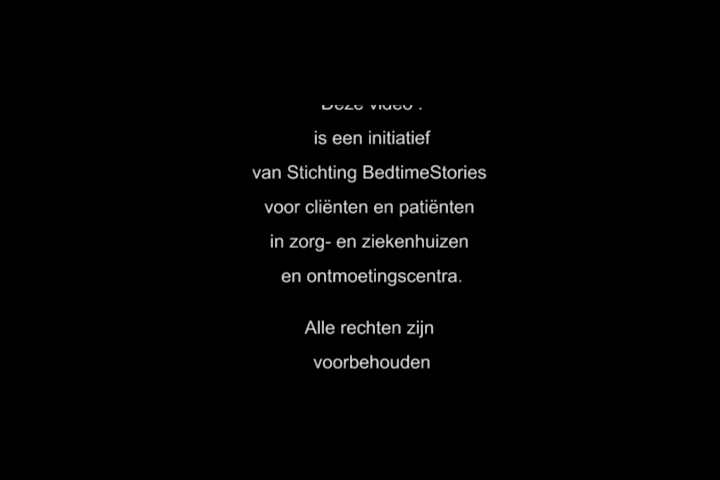 Deze video .
is een initiatief
van Stichting BedtimeStories
voor cliënten en patiënten
in zorg- en ziekenhuizen
en ontmoetingscentra.
Alle rechten zijn
voorbehouden